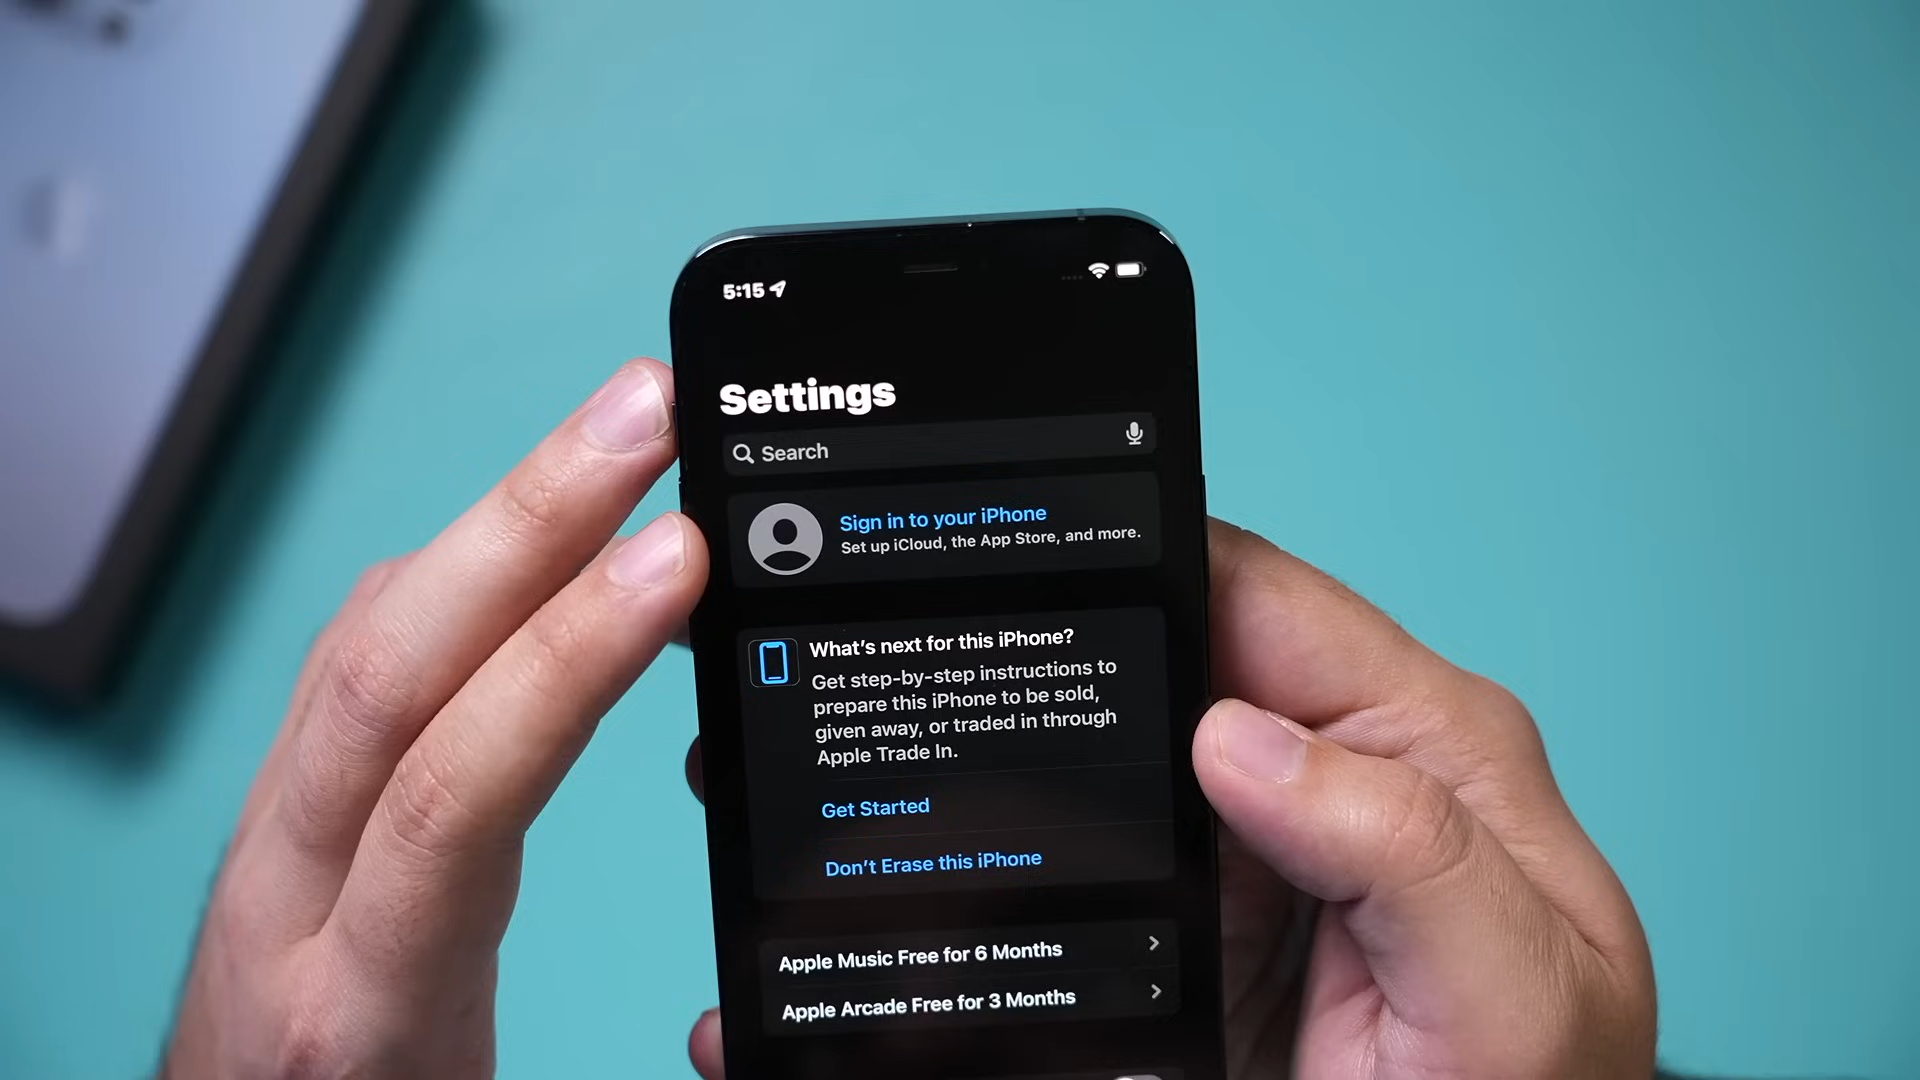 5:15
Settings
Search
Sign in to your iPhone
Set up iCloud, the App Store, and more.
What's next for this iPhone?
Get step-by-step instructions to
prepare this iPhone to be sold,
given away, or traded in through
Apple Trade In.
Get Started
Don't Erase this iPhone
Apple Music Free for 6 Months
Apple Arcade Free for 3 Months